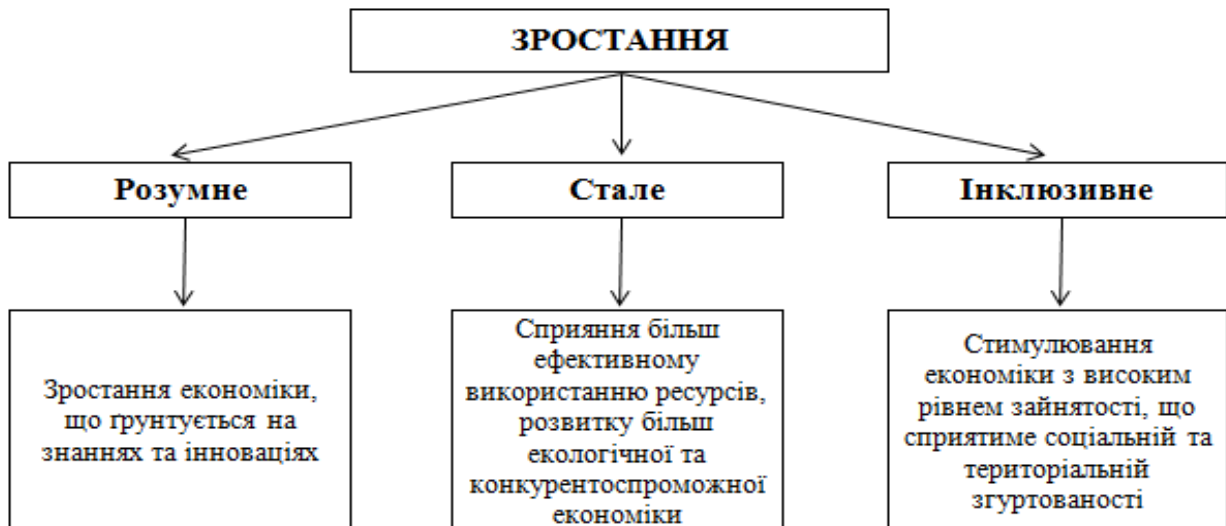 ЗРОСТАННЯ
Розумне
Стале
Інклюзивне
Зростання економіки,
що ґрунтується на
знаннях та інноваціях
Сприяння більш
ефективному
використанню ресурсів,
розвитку більш
екологічної та
конкурентоспроможної
економіки
Стимулювання
економіки з високим
рівнем зайнятості, що
сприятиме соціальній та
територіальній
згуртованості